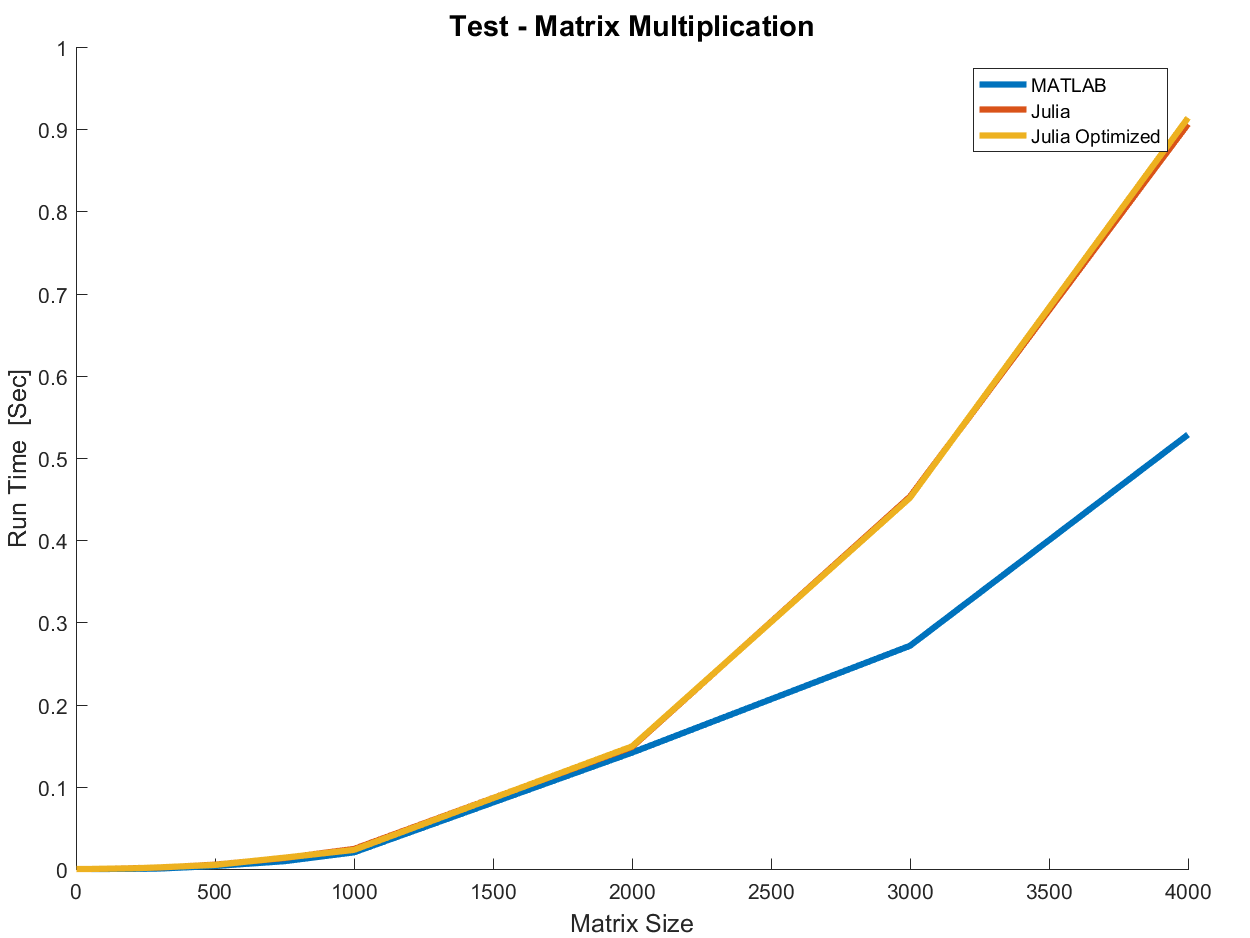 Test - Matrix Multiplication
MATLAB
Julia
Julia Optimized
Run Time [Sec]
1
0.9
0.8
0.7
0.6
0.5
0.4
0.3
0.2
0.1
0
0 500 1000 1500 2000 2500 3000 3500 4000
Matrix Size